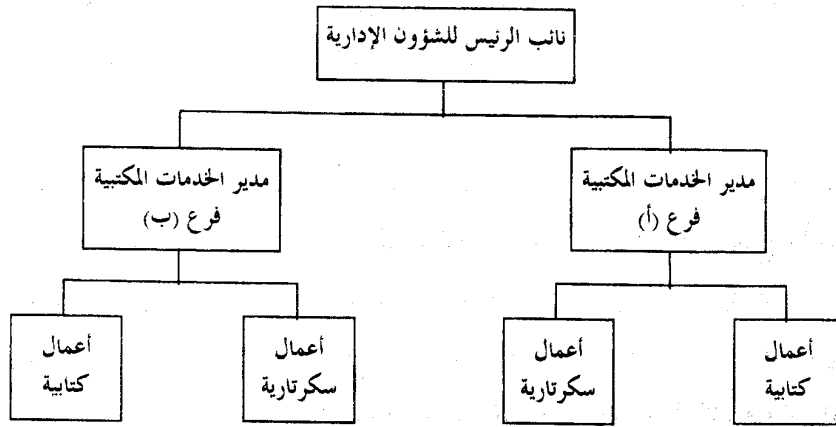 نائب الرئيس للشؤون الإدارية
مدير الخدمات المكتبية
فرع (أ)
مدير الخدمات المكتبية
فرع (ب)
أعمال
كتابية
أعمال
سكرتارية
أعمال
سكرتارية
أعمال
كتابية